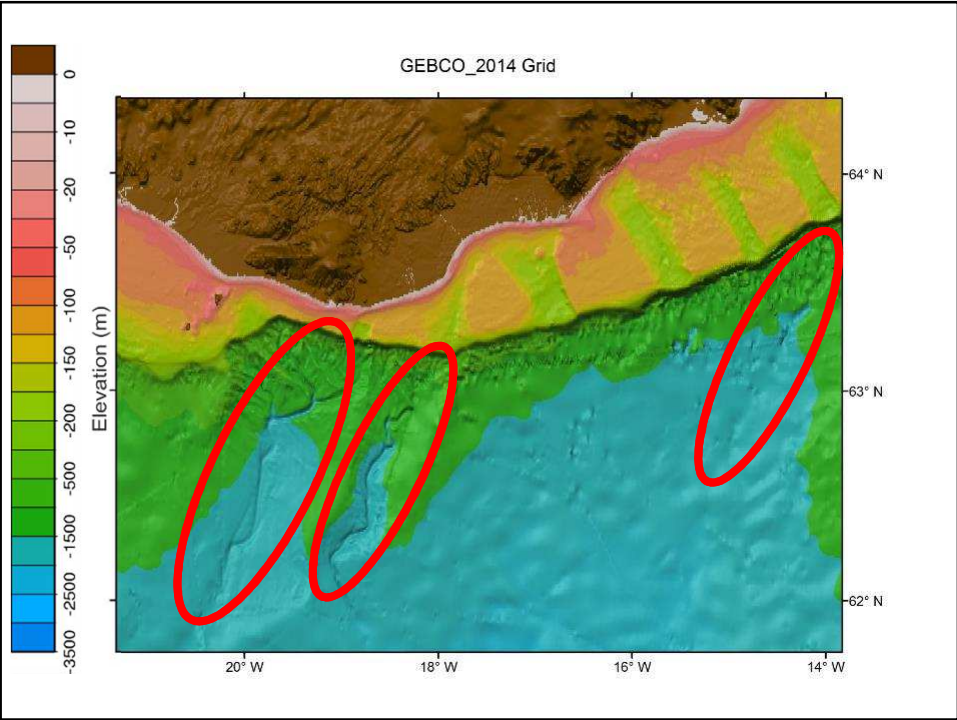 GEBCO_2014 Grid
Elevation (m)
0
-10
-20
-50
-100
-150
-200
-500
-1500
-2500
-3500
64° N
63° N
62° N
20° W
18° W
16° W
14° W